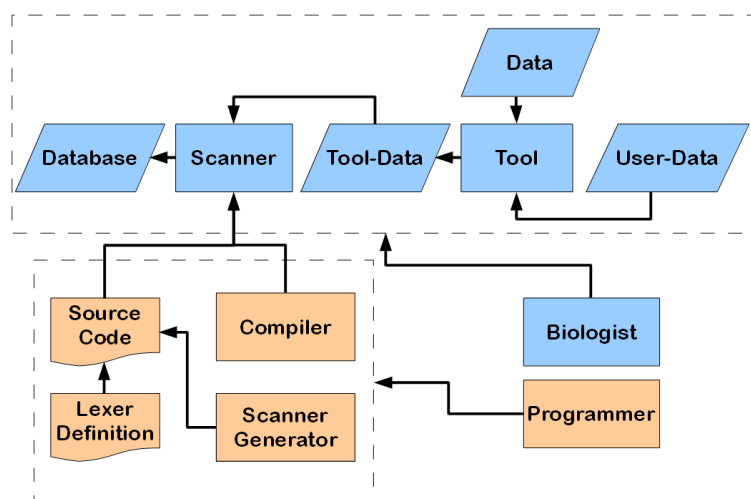 Data
Database
Scanner
Tool-Data
Tool
User-Data
Source
Code
Compiler
Biologist
Lexer
Definition
Scanner
Generator
Programmer